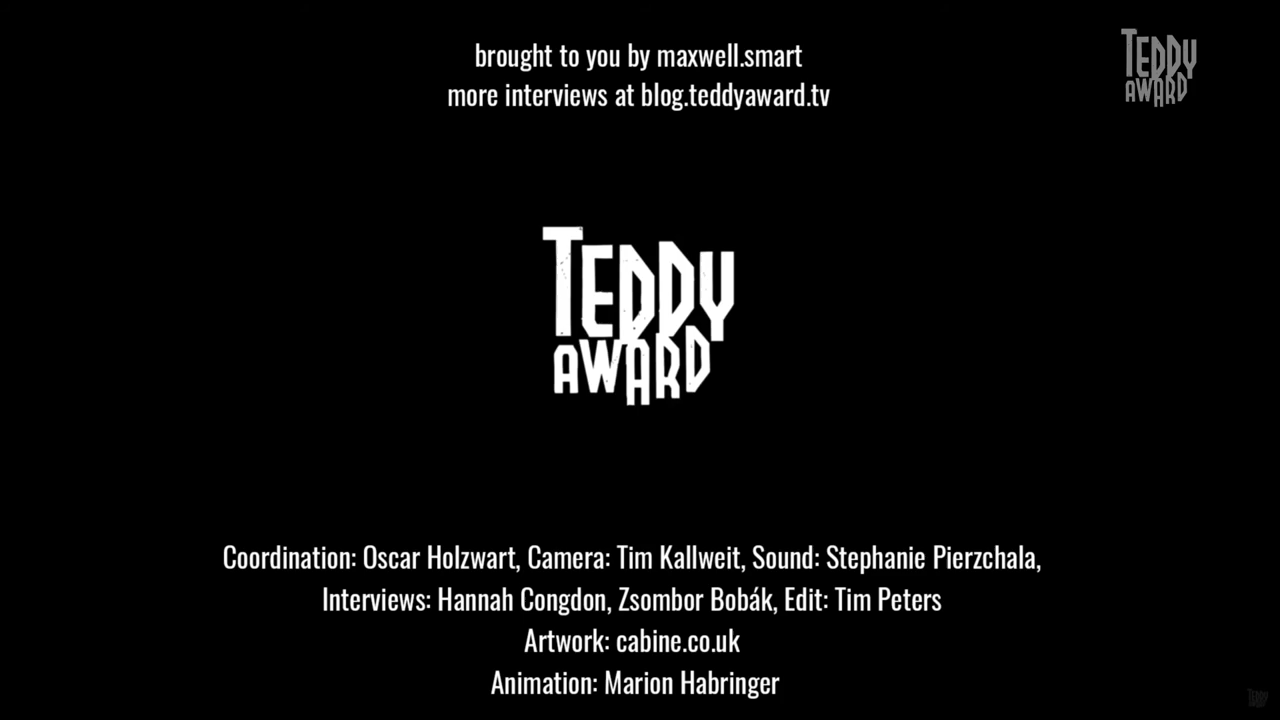 brought to you by maxwell.smart
more interviews at blog.teddyaward.tv
TEDDY
AWARD
TEDDY
AWARD
Coordination: Oscar Holzwart, Camera: Tim Kallweit, Sound: Stephanie Pierzchala,
Interviews: Hannah Congdon, Zsombor Bobák, Edit: Tim Peters
Artwork: cabine.co.uk
Animation: Marion Habringer
TEDDY
AWARD